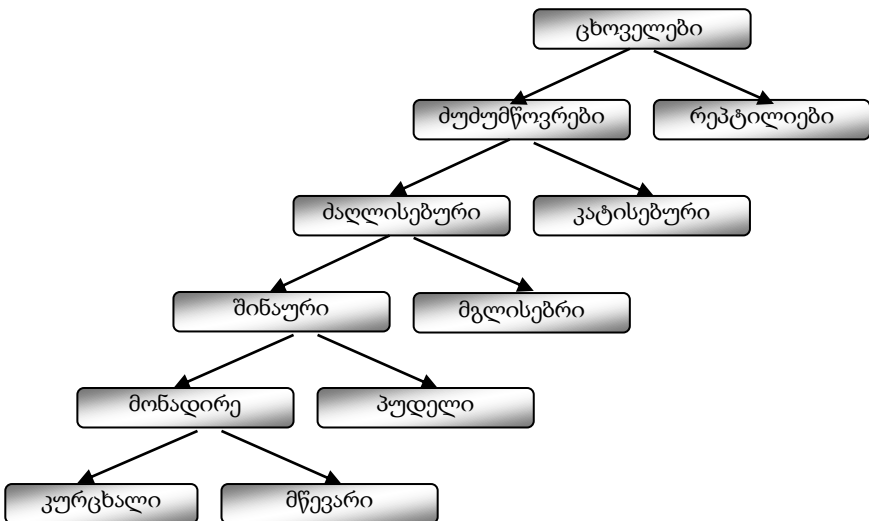 ცხოველები
ძუძუმწოვრები
რეპტილიები
ძაღლისებური
კატისებური
შინაური
მგლისებრი
მონადირე
პუდელი
კურცხალი
მწევარი